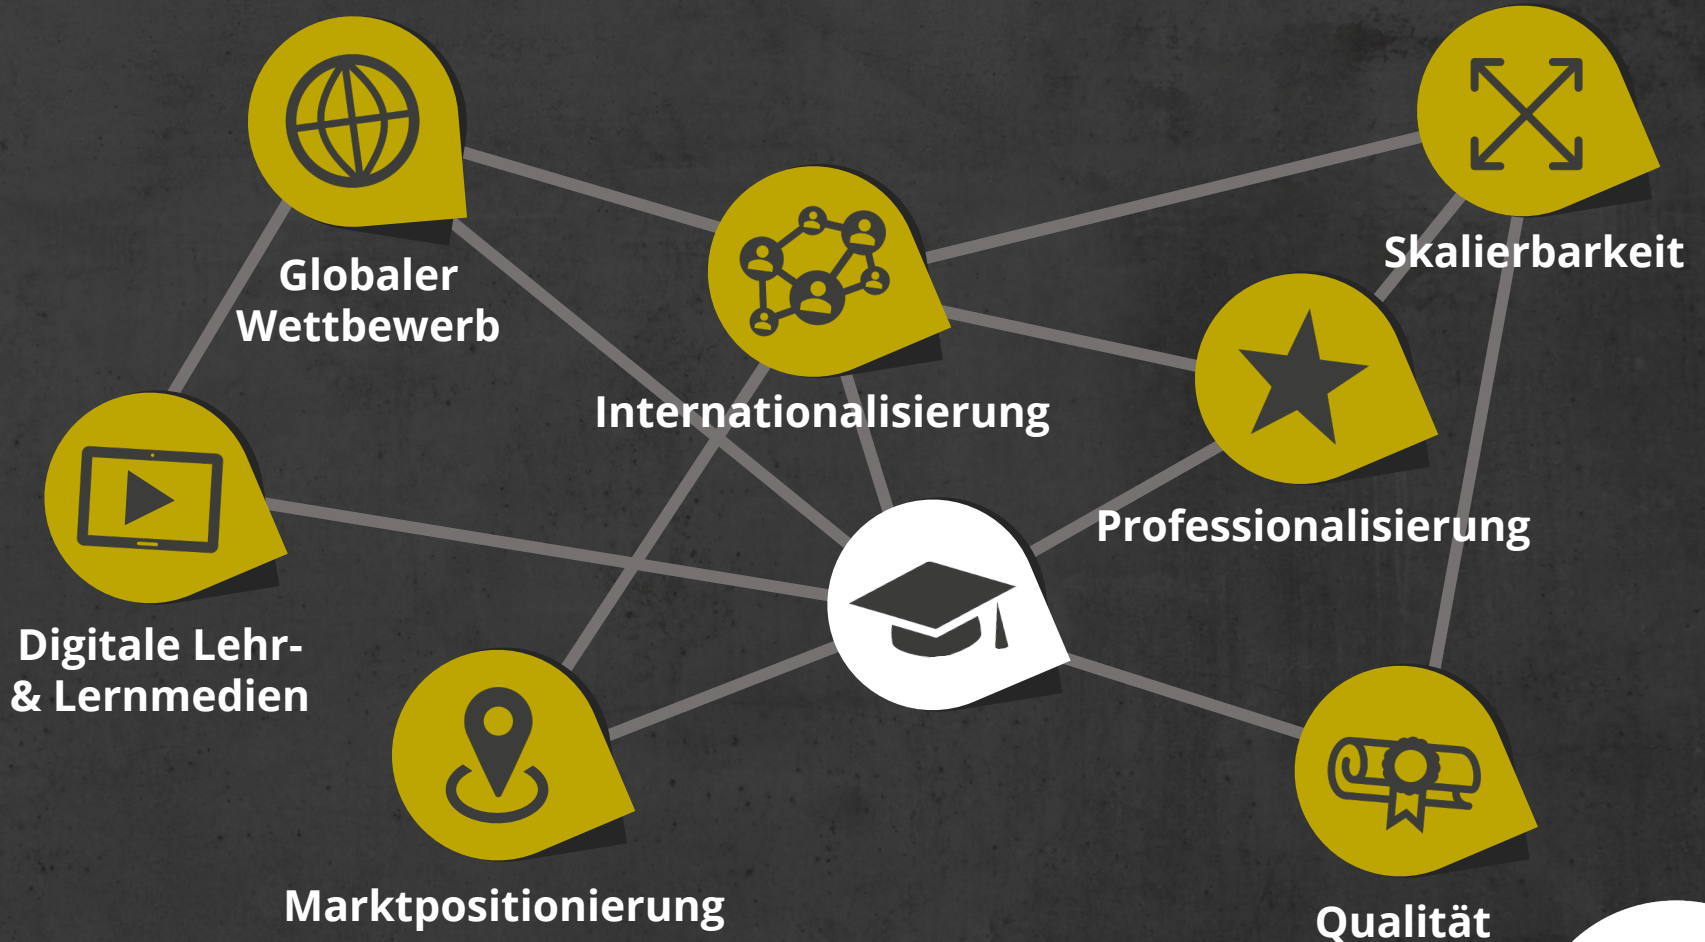 Globaler
Wettbewerb
Skalierbarkeit
Internationalisierung
Professionalisierung
Digitale Lehr-
& Lernmedien
Marktpositionierung
Qualität